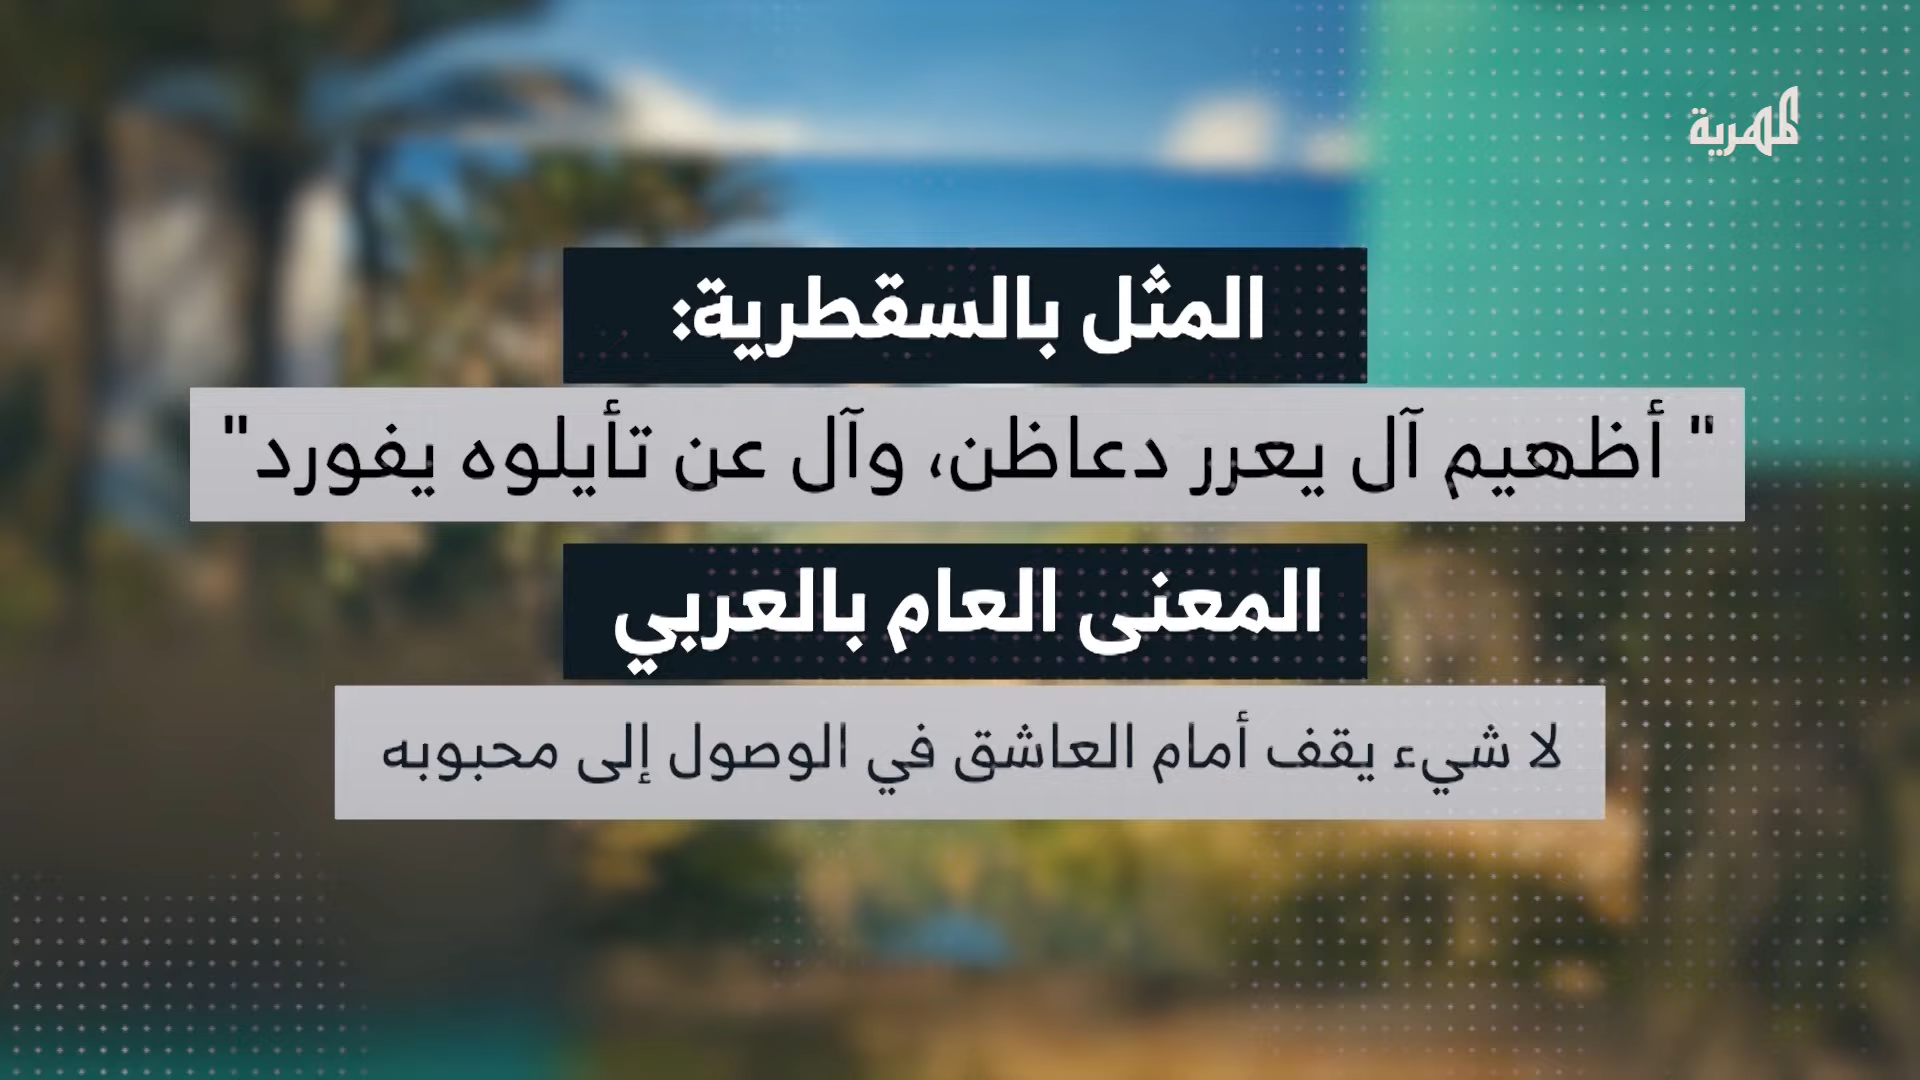 المهرية
المثل بالسقطرية:
" أظهيم آل يعرر دعاظن، وآل عن تأيلوه يفورد"
المعنى العام بالعربي
لا شيء يقف أمام العاشق في الوصول إلى محبوبه